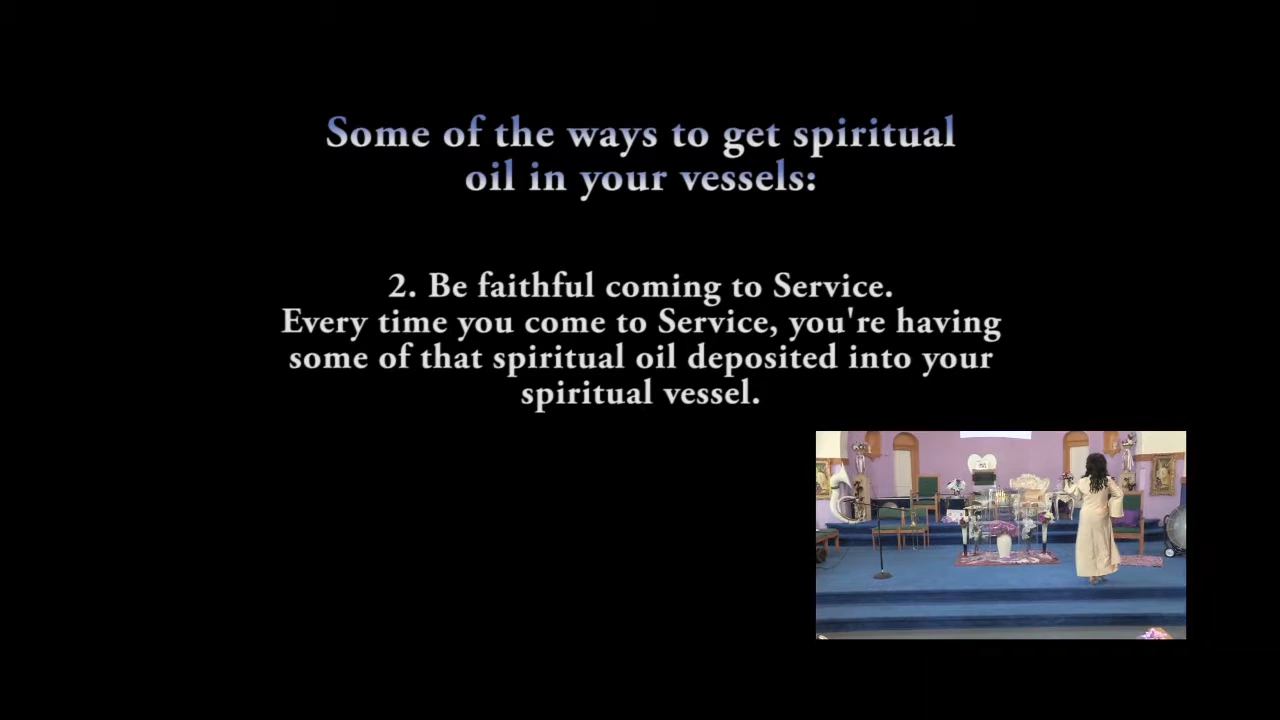 Some of the ways to get spiritual
oil in your vessels:
2. Be faithful coming to Service.
Every time you come to Service, you're having
some of that spiritual oil deposited into your
spiritual vessel.